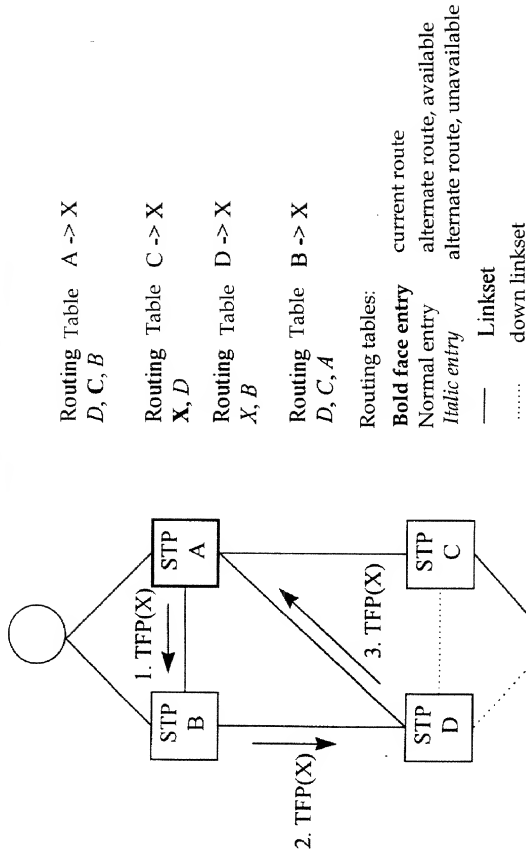 STP
A
STP
B
STP
C
STP
D
1. TFP(X)
2. TFP(X)
3. TFP(X)
Routing Table A -> X
D, C, B
Routing Table C -> X
X, D
Routing Table D -> X
X, B
Routing Table B -> X
D, C, A
Routing tables:
Bold face entry current route
Normal entry alternate route, available
Italic entry alternate route, unavailable
—— Linkset
........ down linkset